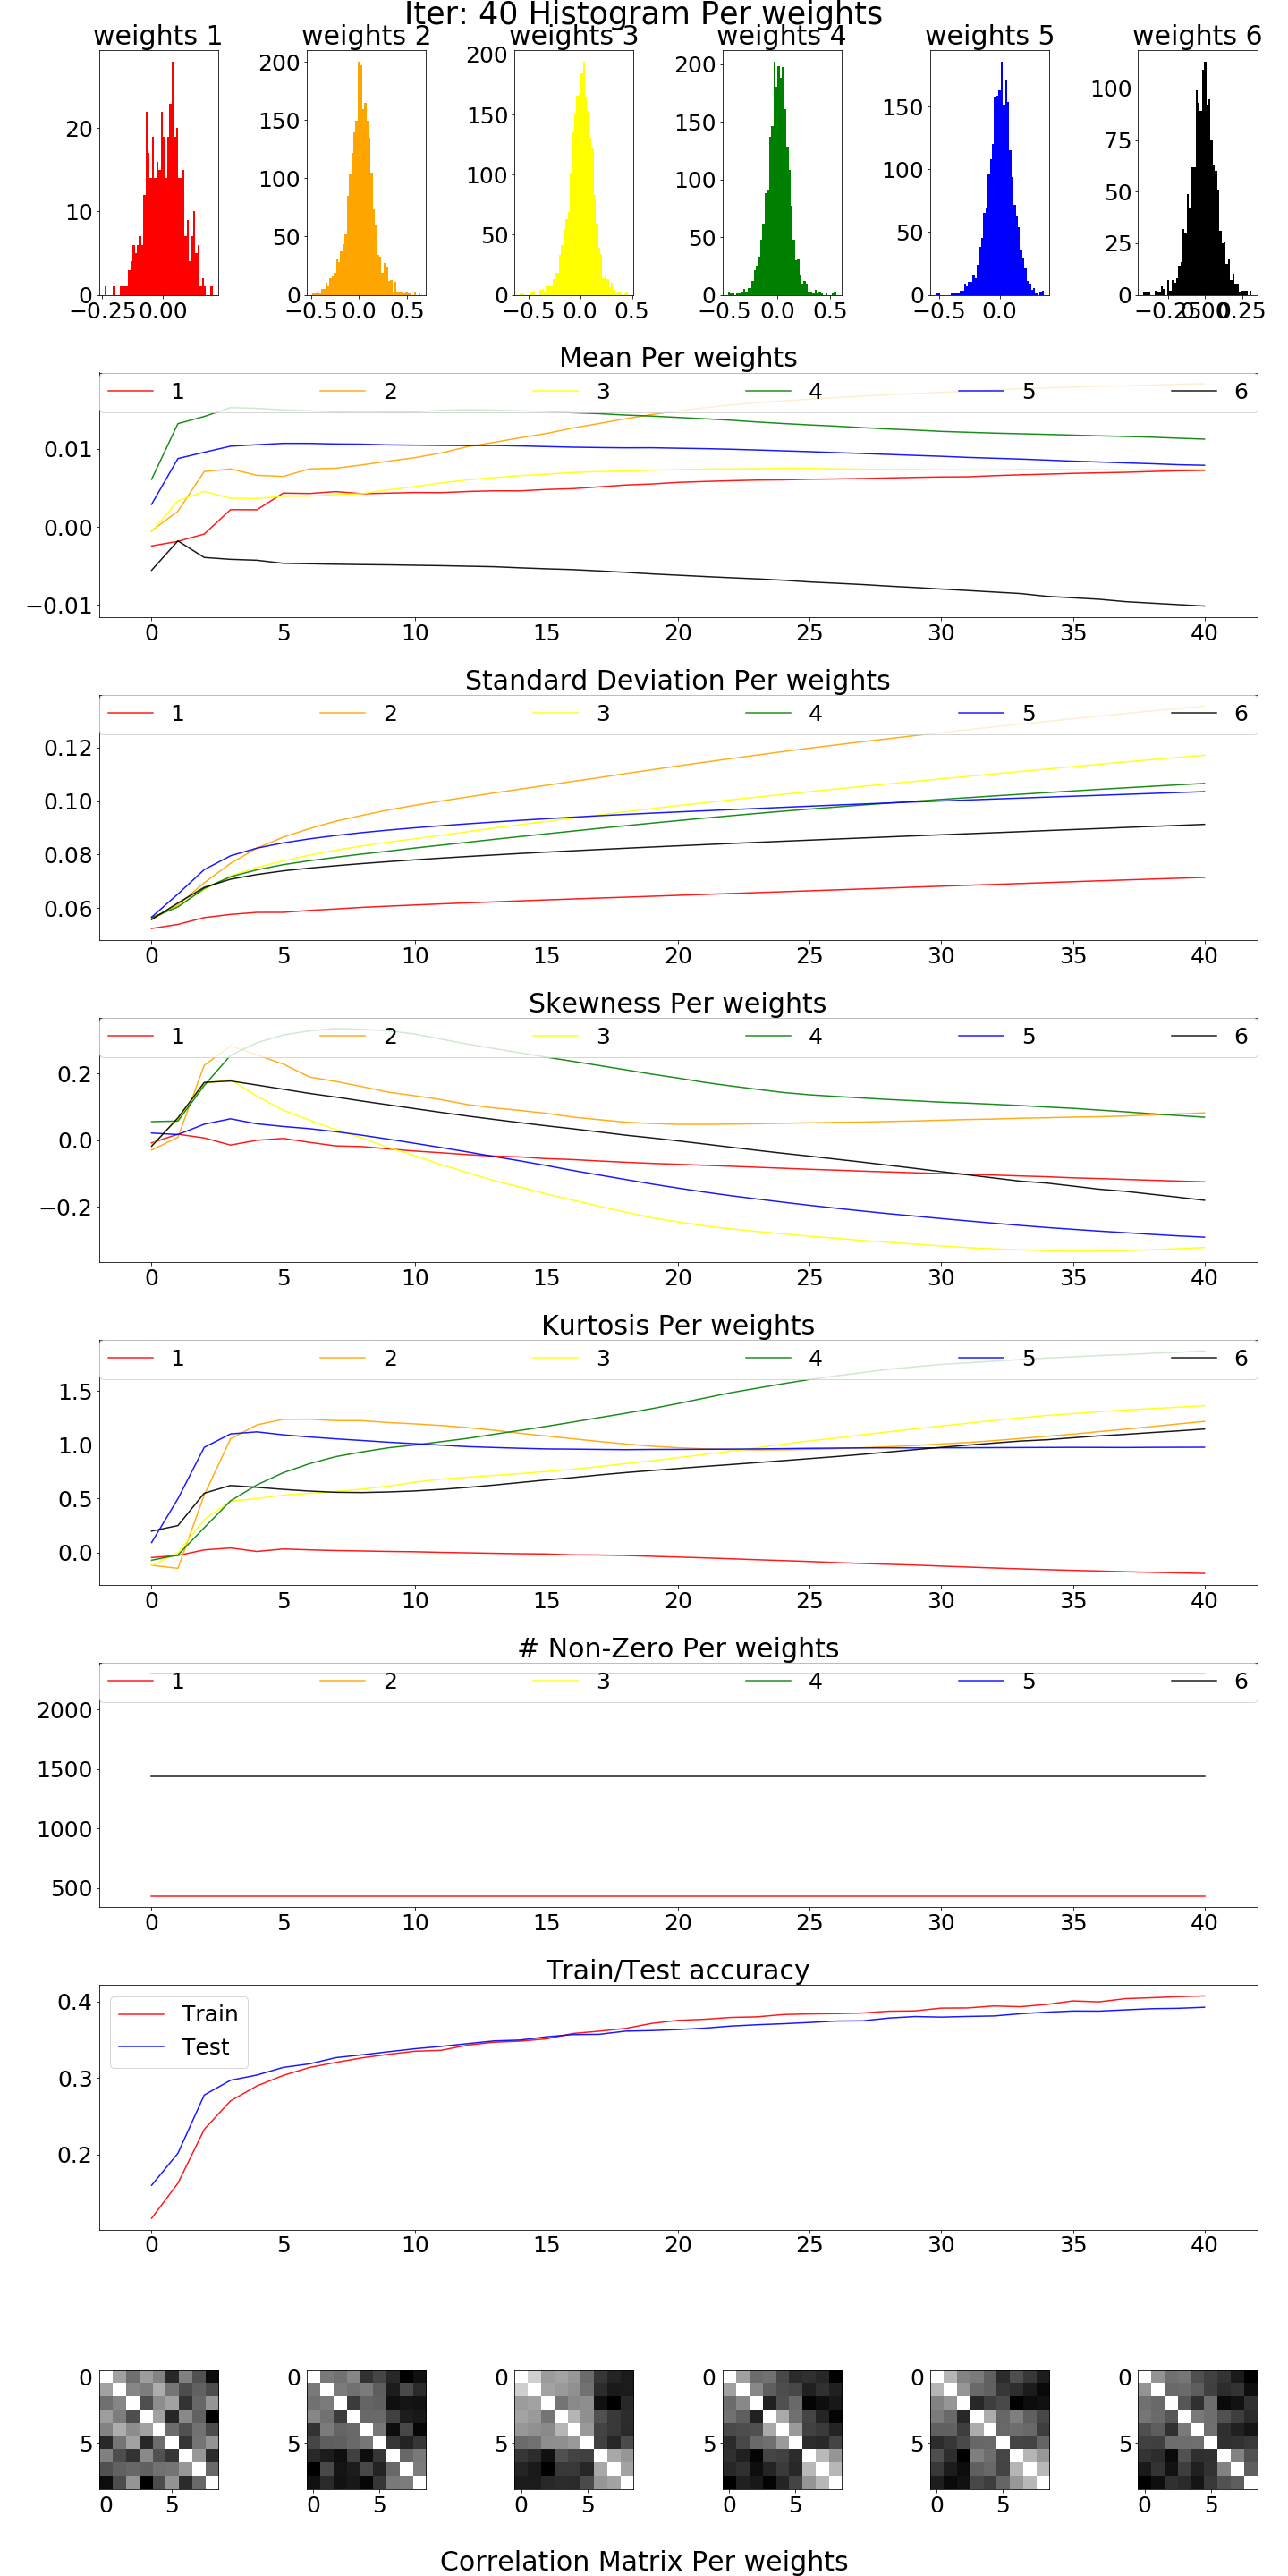 Iter: 40 Histogram Per weights
weights 1 weights 2 weights 3 weights 4 weights 5 weights 6
20
10
0
−0.25 0.00
200
150
100
50
0
−0.5 0.0 0.5
200
150
100
50
0
−0.5 0.0 0.5
200
150
100
50
0
−0.5 0.0 0.5
150
100
50
0
−0.5 0.0
100
75
50
25
0
−0.25 0.00 0.25
Mean Per weights
1 2 3 4 5 6
0.01
0.00
−0.01
0 5 10 15 20 25 30 35 40
Standard Deviation Per weights
1 2 3 4 5 6
0.12
0.10
0.08
0.06
0 5 10 15 20 25 30 35 40
Skewness Per weights
1 2 3 4 5 6
0.2
0.0
−0.2
0 5 10 15 20 25 30 35 40
Kurtosis Per weights
1 2 3 4 5 6
1.5
1.0
0.5
0.0
0 5 10 15 20 25 30 35 40
# Non-Zero Per weights
1 2 3 4 5 6
2000
1500
1000
500
0 5 10 15 20 25 30 35 40
Train/Test accuracy
Train
Test
0.4
0.3
0.2
0 5 10 15 20 25 30 35 40
0 0 0 0 0 0
5 5 5 5 5 5
0 5 0 5 0 5 0 5 0 5 0 5
Correlation Matrix Per weights